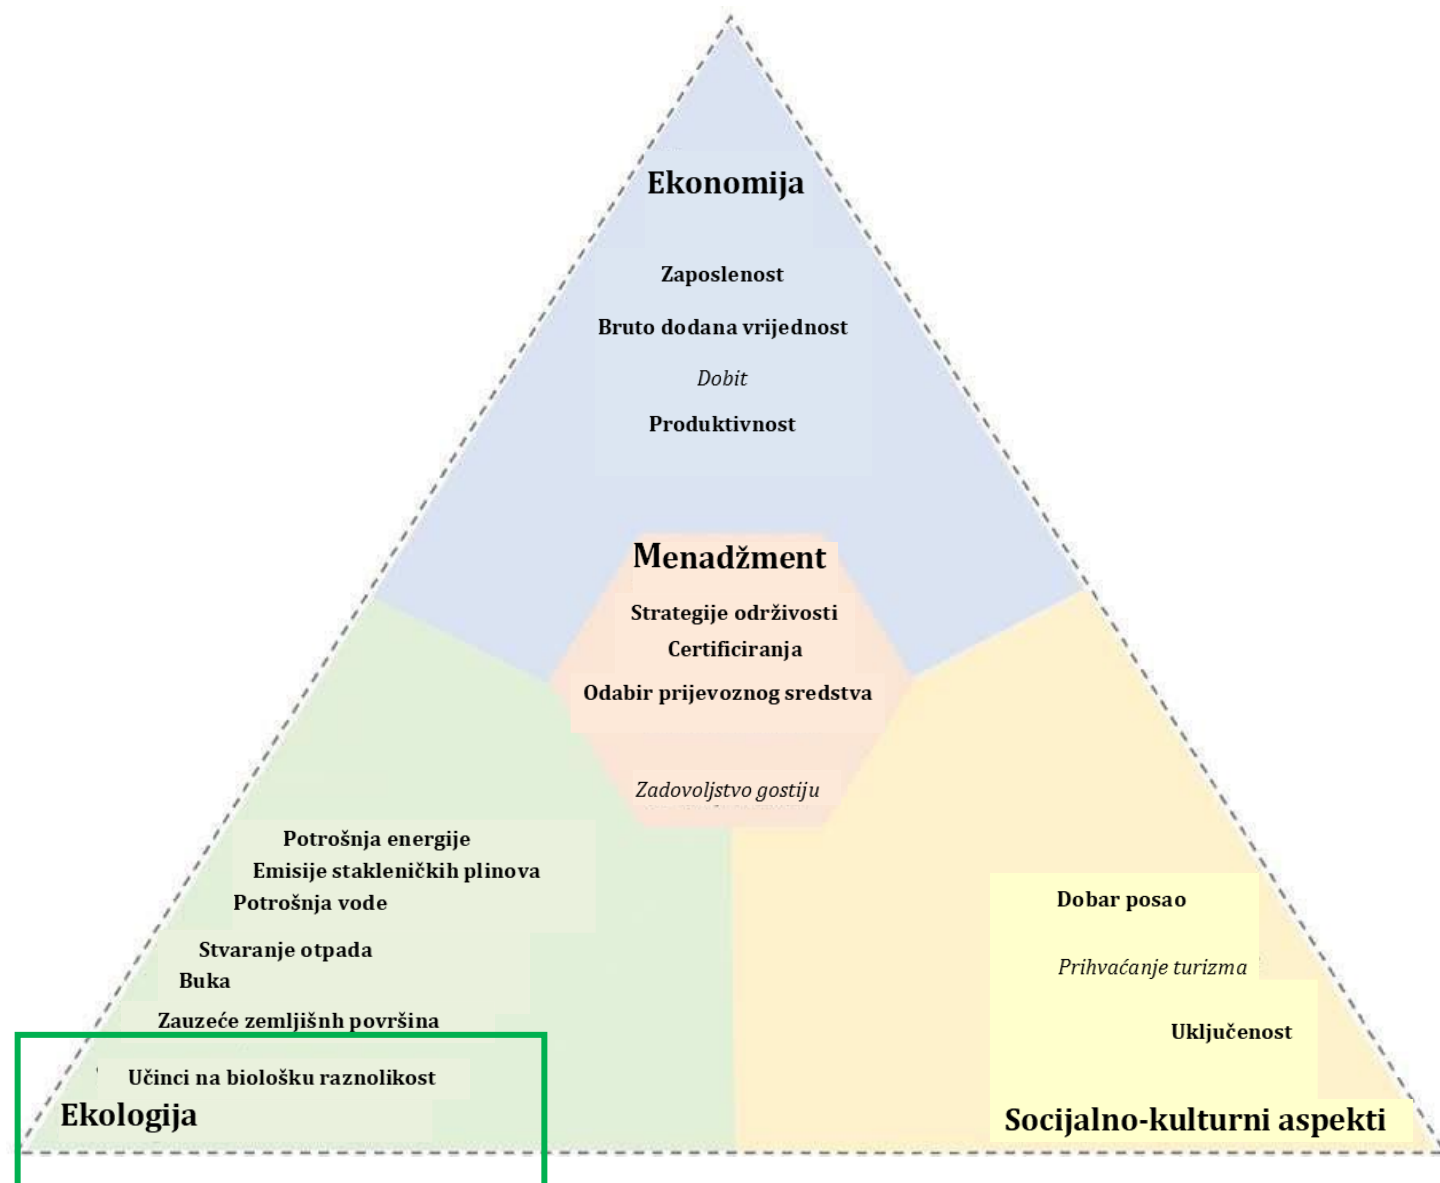 Ekonomija
Zaposlenost
Bruto dodana vrijednost
Dobit
Produktivnost
Menadžment
Strategije održivosti
Certificiranja
Odabir prijevoznog sredstva
Zadovoljstvo gostiju
Potrošnja energije
Emisije stakleničkih plinova
Potrošnja vode
Stvaranje otpada
Buka
Zauzeće zemljišnh površina
Učinci na biološku raznolikost
Ekologija
Dobar posao
Prihvaćanje turizma
Uključenost
Socijalno-kulturni aspekti